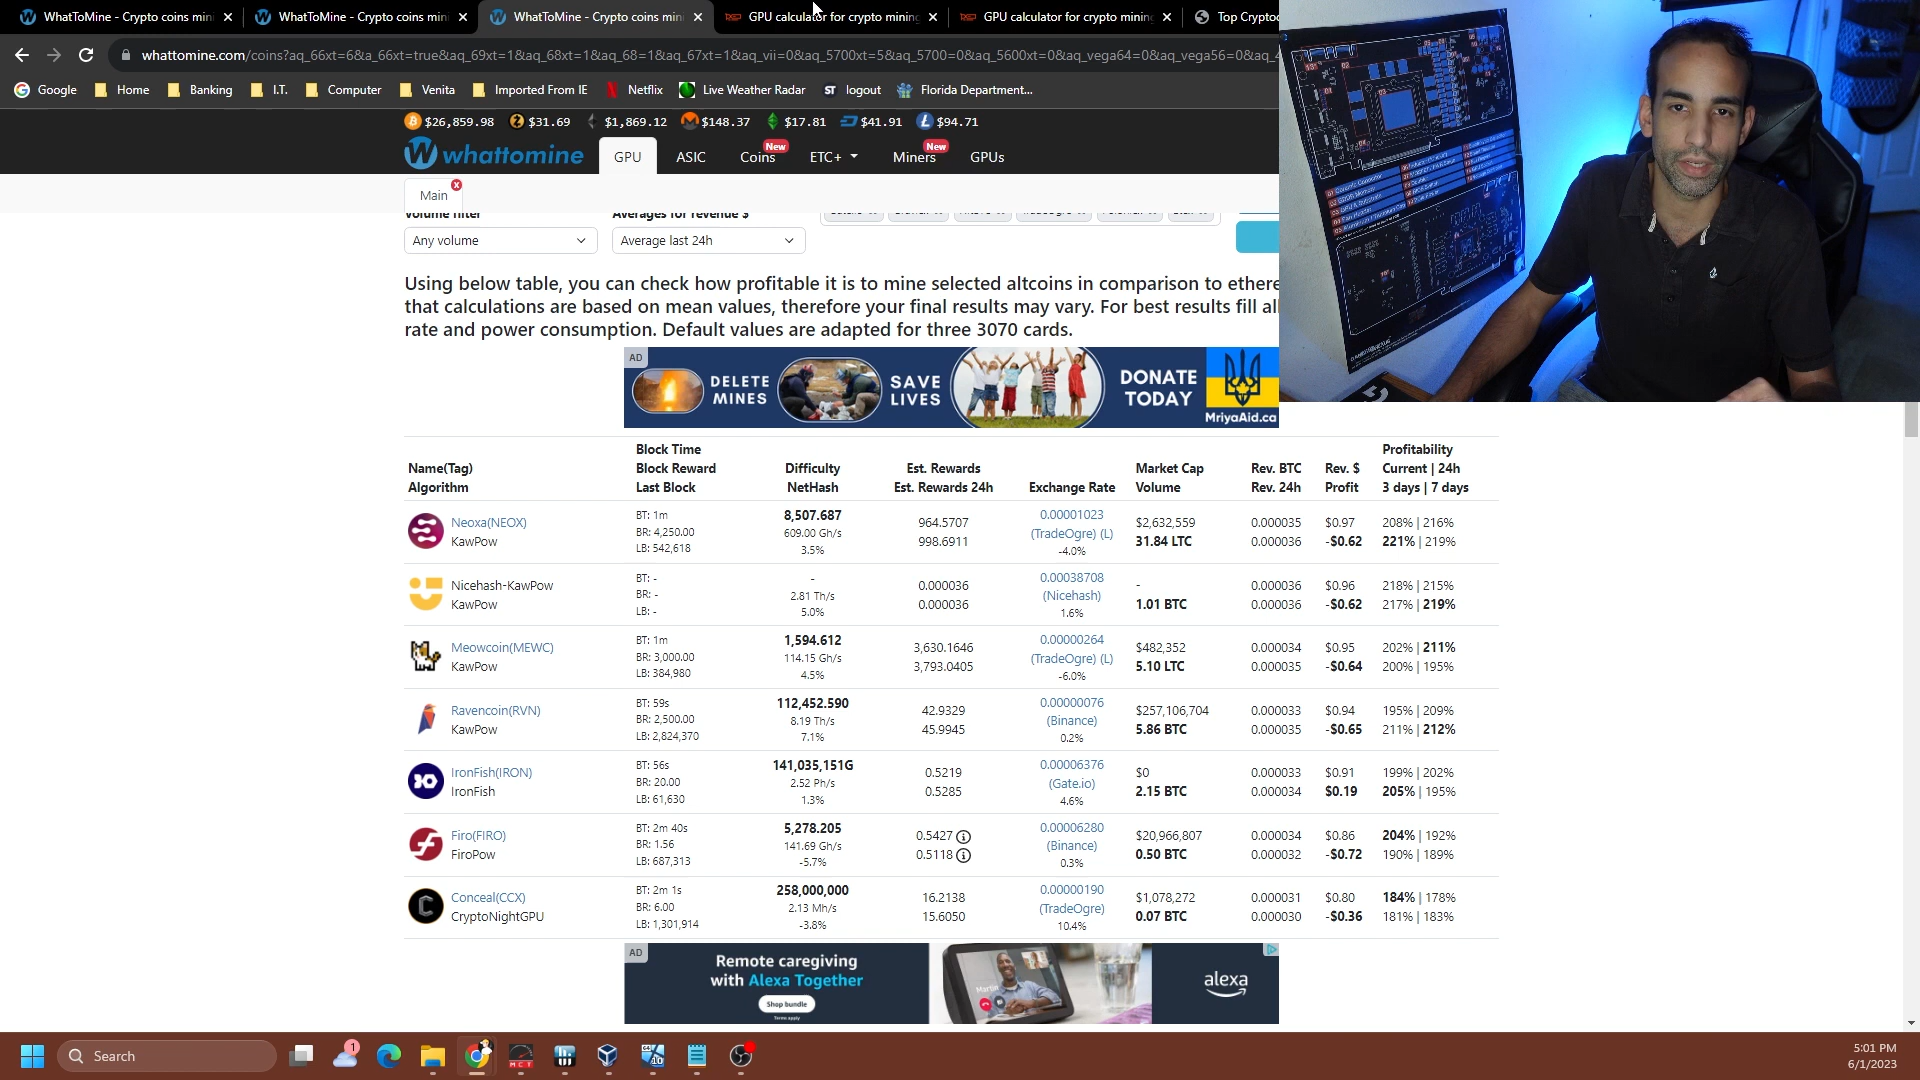 WhatToMine - Crypto coins mini
WhatToMine - Crypto coins mini
WhatToMine - Crypto coins mini
GPU calculator for crypto mining
GPU calculator for crypto mining
Top Cryptoc
whattomine.com/coins?aq_66xt=6&a_66xt=true&aq_69xt=1&aq_68xt=1&aq_68=1&aq_67xt=1&aq_vii=0&aq_5700xt=5&aq_5700=0&aq_5600xt=0&aq_vega64=0&aq_vega56=0&aq_
Google
Home
Banking
I.T.
Computer
Venita
Imported From IE
Netflix
Live Weather Radar
ST logout
Florida Department...
$26,859.98 $31.69 $1,869.12 $148.37 $17.81 $41.91 $94.71
whattomine
GPU
ASIC
Coins
New
ETC+
Miners
New
GPUs
Main
Volume filter
Averages for revenue $
Any volume
Average last 24h
Using below table, you can check how profitable it is to mine selected altcoins in comparison to ethere
that calculations are based on mean values, therefore your final results may vary. For best results fill al
rate and power consumption. Default values are adapted for three 3070 cards.
AD
DELETE MINES
SAVE LIVES
DONATE TODAY
MriyaAid.ca
Name(Tag)
Algorithm
Block Time
Block Reward
Last Block
Difficulty
NetHash
Est. Rewards
Est. Rewards 24h
Exchange Rate
Market Cap
Volume
Rev. BTC
Rev. 24h
Rev. $
Profit
Profitability
Current | 24h
3 days | 7 days
Neoxa(NEOX)
KawPow
BT: 1m
BR: 4,250.00
LB: 542,618
8,507.687
609.00 Gh/s
3.5%
964.5707
998.6911
0.00001023
(TradeOgre) (L)
-4.0%
$2,632,559
31.84 LTC
0.000035
0.000036
$0.97
-$0.62
208% | 216%
221% | 219%
Nicehash-KawPow
KawPow
BT: -
BR: -
LB: -
-
2.81 Th/s
5.0%
0.000036
0.000036
0.00038708
(Nicehash)
1.6%
-
1.01 BTC
0.000036
0.000036
$0.96
-$0.62
218% | 215%
217% | 219%
Meowcoin(MEWC)
KawPow
BT: 1m
BR: 3,000.00
LB: 384,980
1,594.612
114.15 Gh/s
4.5%
3,630.1646
3,793.0405
0.00000264
(TradeOgre) (L)
-6.0%
$482,352
5.10 LTC
0.000034
0.000035
$0.95
-$0.64
202% | 211%
200% | 195%
Ravencoin(RVN)
KawPow
BT: 59s
BR: 2,500.00
LB: 2,824,370
112,452.590
8.19 Th/s
7.1%
42.9329
45.9945
0.00000076
(Binance)
0.2%
$257,106,704
5.86 BTC
0.000033
0.000035
$0.94
-$0.65
195% | 209%
211% | 212%
IronFish(IRON)
IronFish
BT: 56s
BR: 20.00
LB: 61,630
141,035,151G
2.52 Ph/s
1.3%
0.5219
0.5285
0.00006376
(Gate.io)
4.6%
$0
2.15 BTC
0.000033
0.000034
$0.91
$0.19
199% | 202%
205% | 195%
Firo(FIRO)
FiroPow
BT: 2m 40s
BR: 1.56
LB: 687,313
5,278.205
141.69 Gh/s
-5.7%
0.5427
0.5118
0.00006280
(Binance)
0.3%
$20,966,807
0.50 BTC
0.000034
0.000032
$0.86
-$0.72
204% | 192%
190% | 189%
Conceal(CCX)
CryptoNightGPU
BT: 2m 1s
BR: 6.00
LB: 1,301,914
258,000,000
2.13 Mh/s
-3.8%
16.2138
15.6050
0.00000190
(TradeOgre)
10.4%
$1,078,272
0.07 BTC
0.000031
0.000030
$0.80
-$0.36
184% | 178%
181% | 183%
AD
Remote caregiving
with Alexa Together
Shop bundle
Terms apply
alexa
Search
1
MCT
5:01 PM
6/1/2023